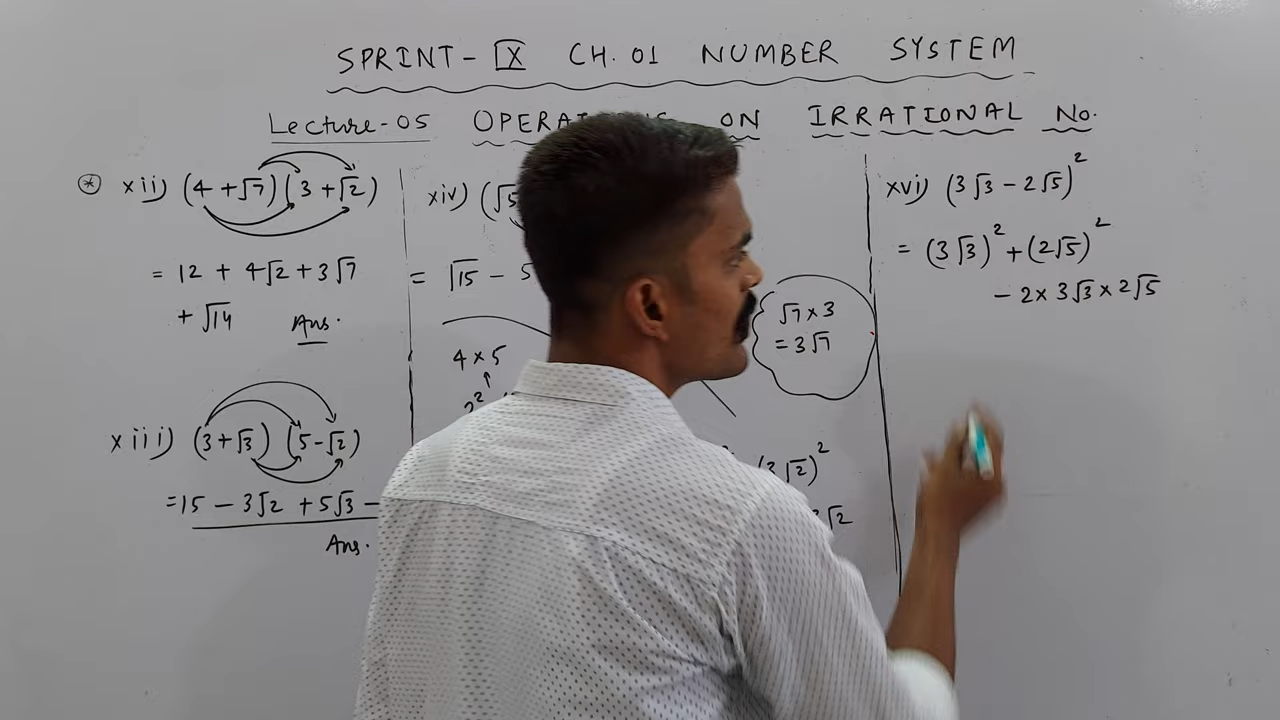 SPRINT-IX CH.01 NUMBER SYSTEM
Lecture-05 ON IRRATIONAL No.
* xii) (4+√7)(3+√2)
= 12 + 4√2 + 3√7
+ √14 Ans.
xiii) (3+√3) (5-√2)
=15 - 3√2 + 5√3 -
Ans.
xiv) (√5
= √15 - 5
4×5
2²
√7×3
=3√7
(3√2)²
√2
xvi) (3√3 - 2√5)²
= (3√3)² + (2√5)²
- 2×3√3×2√5